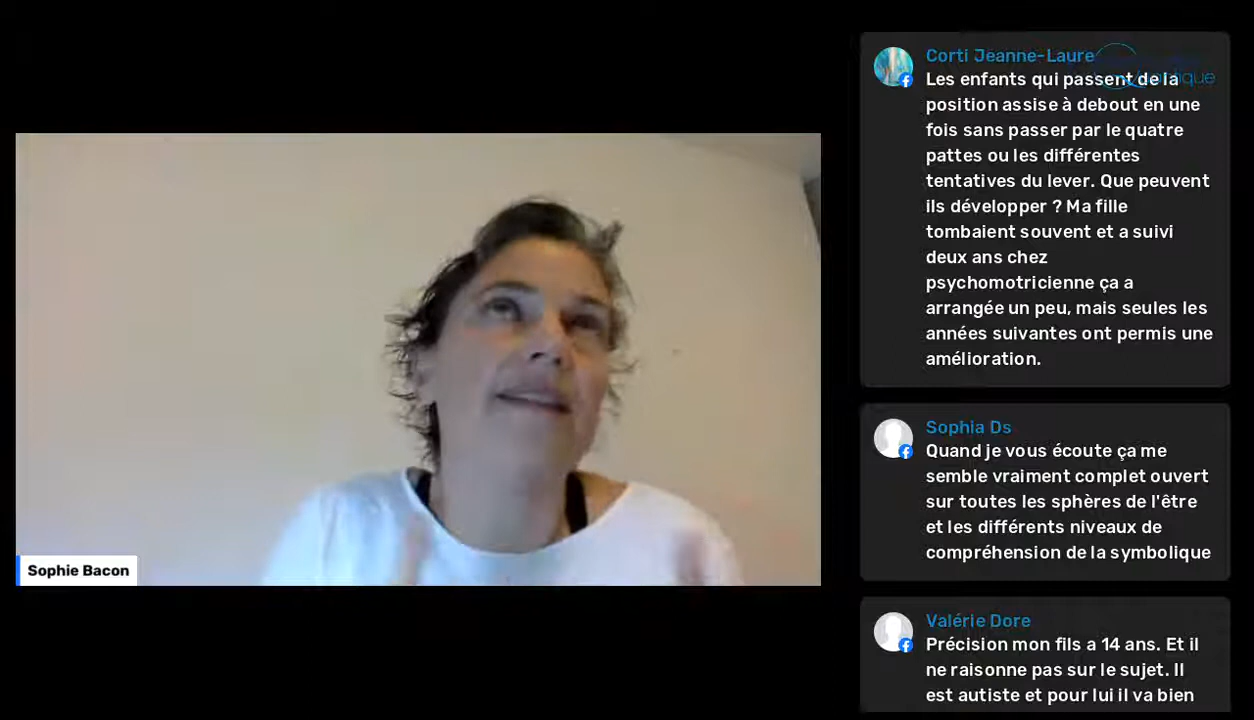 Corti Jeanne-Laure
Les enfants qui passent de la
position assise à debout en une
fois sans passer par le quatre
pattes ou les différentes
tentatives du lever. Que peuvent
ils développer ? Ma fille
tombaient souvent et a suivi
deux ans chez
psychomotricienne ça a
arrangée un peu, mais seules les
années suivantes ont permis une
amélioration.
Sophia Ds
Quand je vous écoute ça me
semble vraiment complet ouvert
sur toutes les sphères de l'être
et les différents niveaux de
compréhension de la symbolique
Valérie Dore
Précision mon fils a 14 ans. Et il
ne raisonne pas sur le sujet. Il
est autiste et pour lui il va bien
Sophie Bacon